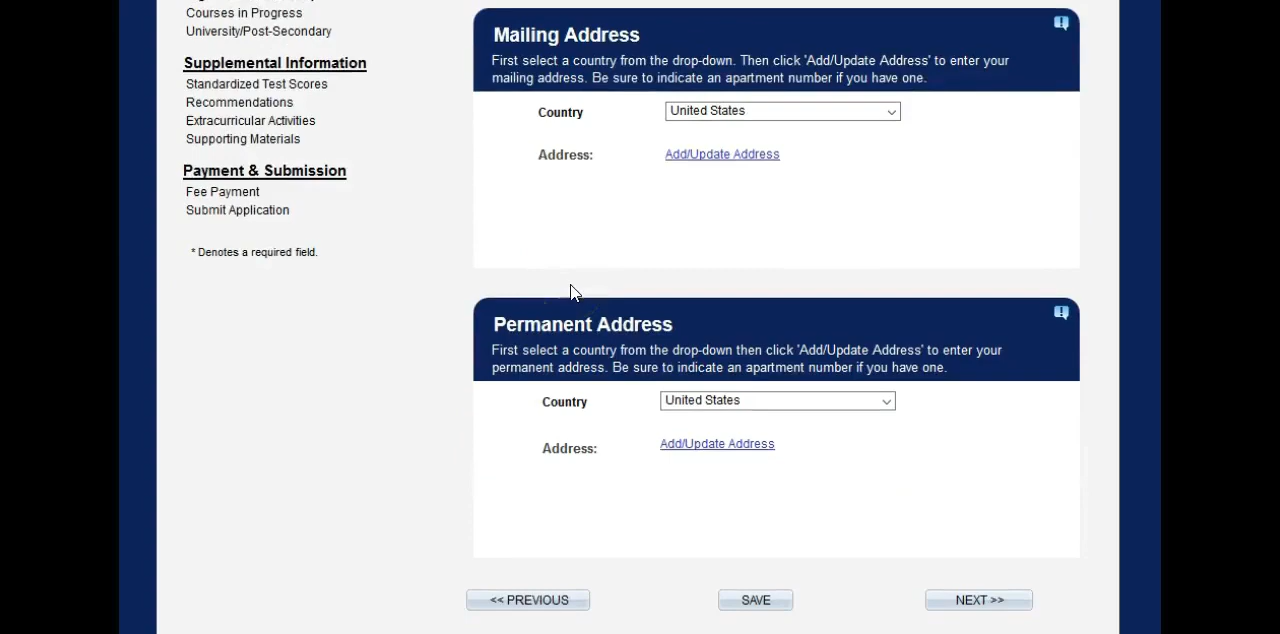 Courses in Progress
University/Post-Secondary
Supplemental Information
Standardized Test Scores
Recommendations
Extracurricular Activities
Supporting Materials
Payment & Submission
Fee Payment
Submit Application
* Denotes a required field.
Mailing Address
First select a country from the drop-down. Then click 'Add/Update Address' to enter your
mailing address. Be sure to indicate an apartment number if you have one.
Country United States
Address: Add/Update Address
Permanent Address
First select a country from the drop-down then click 'Add/Update Address' to enter your
permanent address. Be sure to indicate an apartment number if you have one.
Country United States
Address: Add/Update Address
<< PREVIOUS SAVE NEXT >>